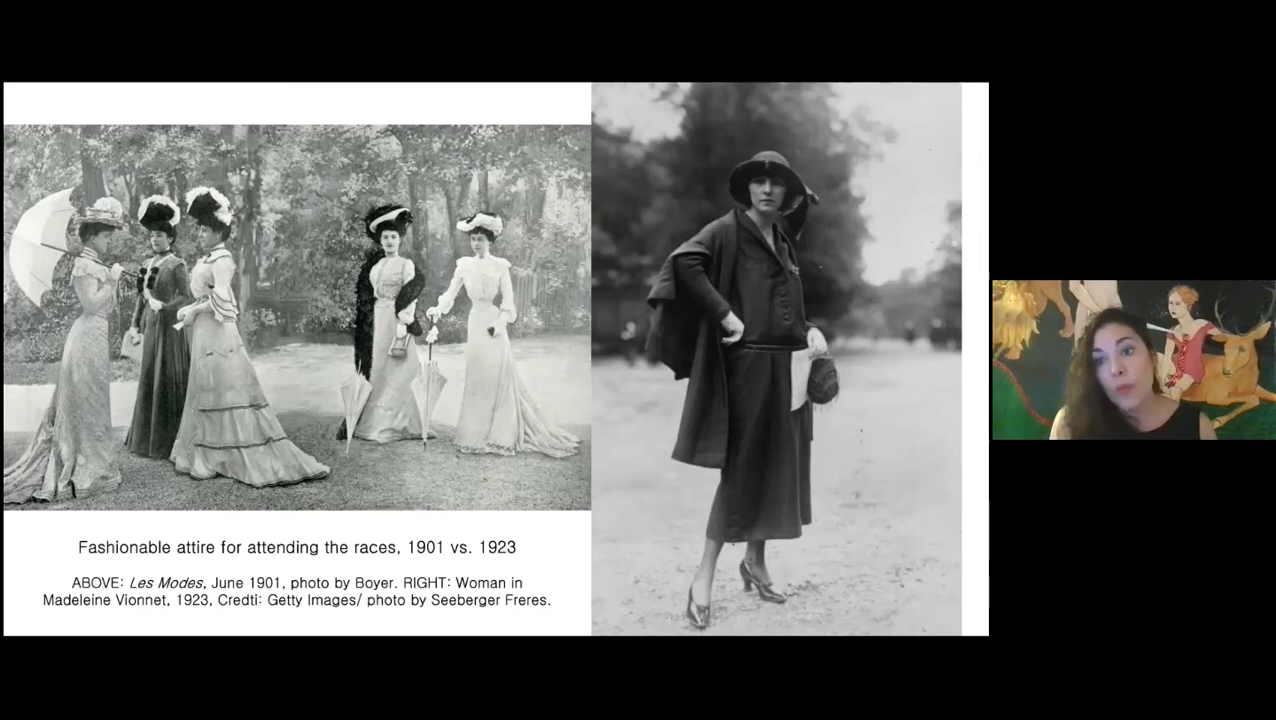 Fashionable attire for attending the races, 1901 vs. 1923
ABOVE: Les Modes, June 1901, photo by Boyer. RIGHT: Woman in
Madeleine Vionnet, 1923, Credti: Getty Images/ photo by Seeberger Freres.